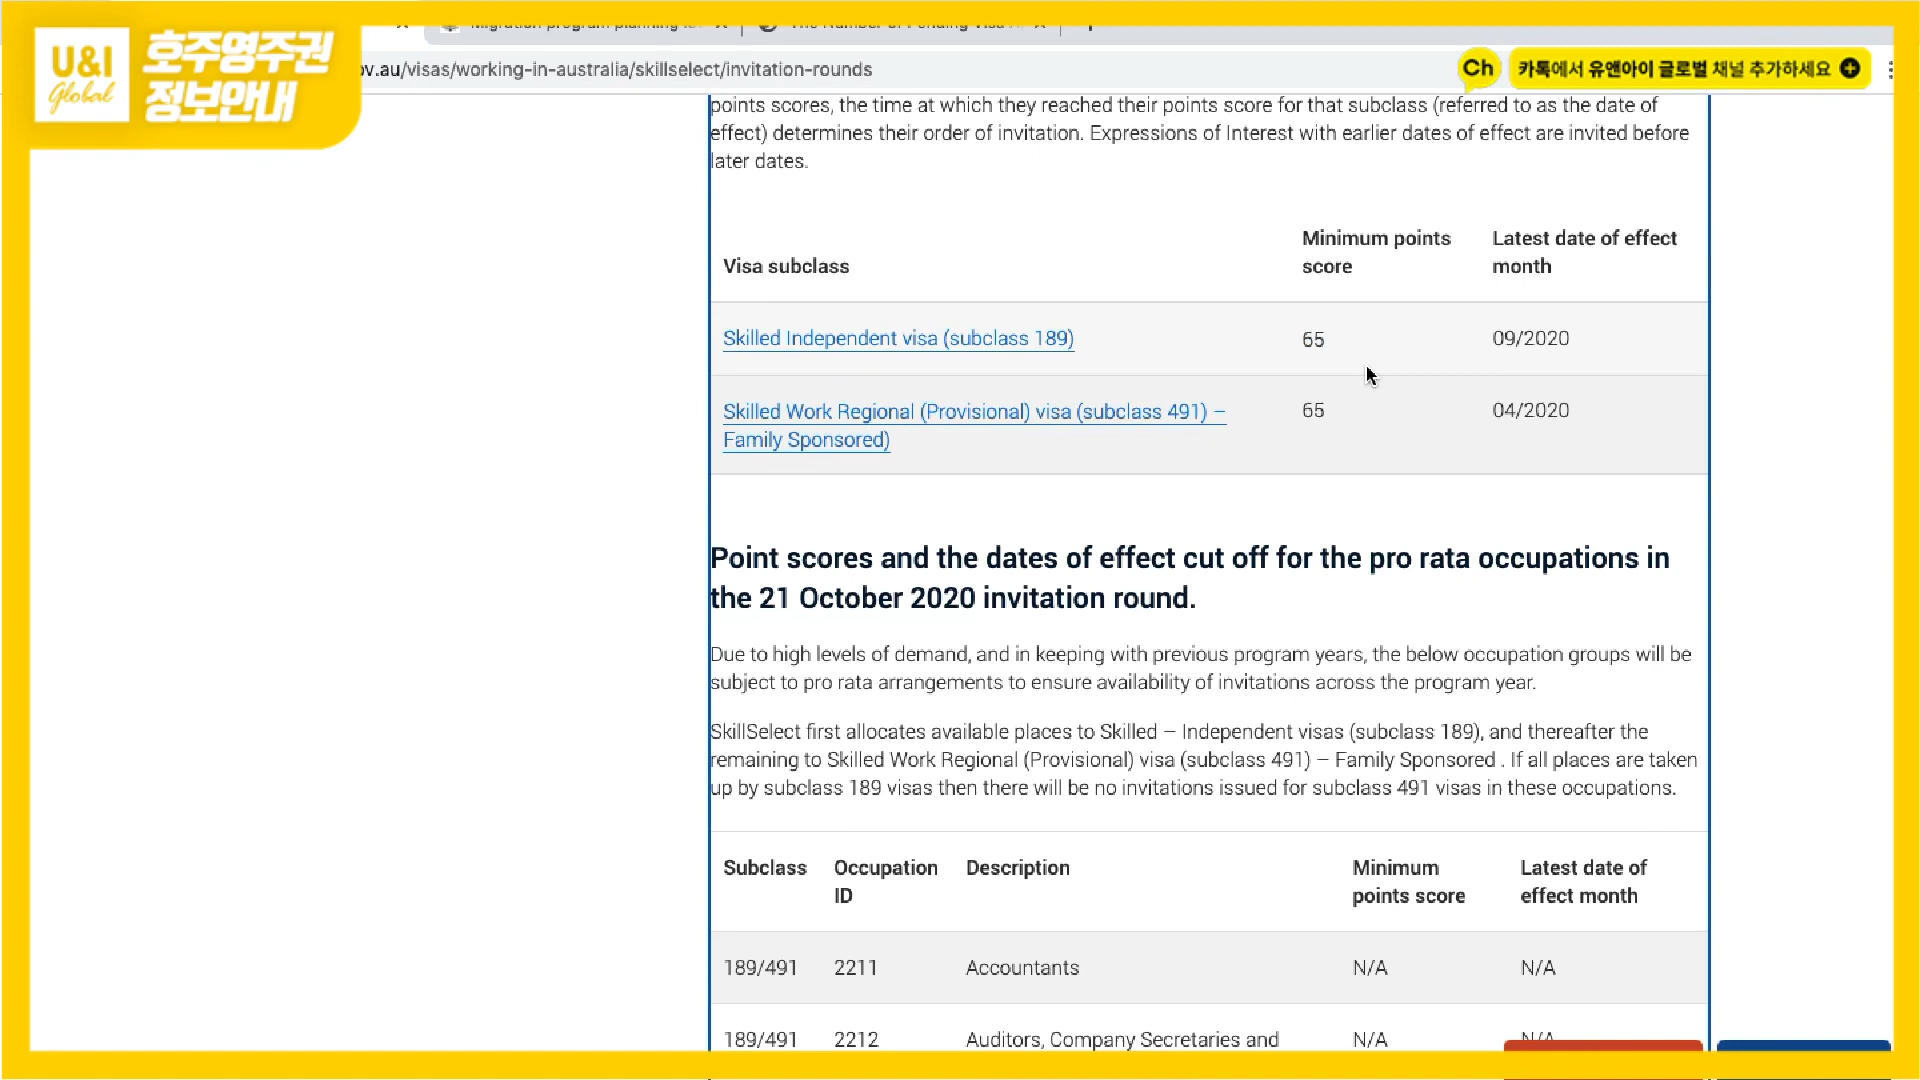 U&I
Global
호주영주권
정보안내
ov.au/visas/working-in-australia/skillselect/invitation-rounds
Ch
카톡에서 유앤아이 글로벌 채널 추가하세요
points scores, the time at which they reached their points score for that subclass (referred to as the date of
effect) determines their order of invitation. Expressions of Interest with earlier dates of effect are invited before
later dates.
Visa subclass
Minimum points
score
Latest date of effect
month
Skilled Independent visa (subclass 189)
65
09/2020
Skilled Work Regional (Provisional) visa (subclass 491) –
Family Sponsored)
65
04/2020
Point scores and the dates of effect cut off for the pro rata occupations in
the 21 October 2020 invitation round.
Due to high levels of demand, and in keeping with previous program years, the below occupation groups will be
subject to pro rata arrangements to ensure availability of invitations across the program year.
SkillSelect first allocates available places to Skilled – Independent visas (subclass 189), and thereafter the
remaining to Skilled Work Regional (Provisional) visa (subclass 491) – Family Sponsored . If all places are taken
up by subclass 189 visas then there will be no invitations issued for subclass 491 visas in these occupations.
Subclass
Occupation
ID
Description
Minimum
points score
Latest date of
effect month
189/491
2211
Accountants
N/A
N/A
189/491
2212
Auditors, Company Secretaries and
N/A
N/A